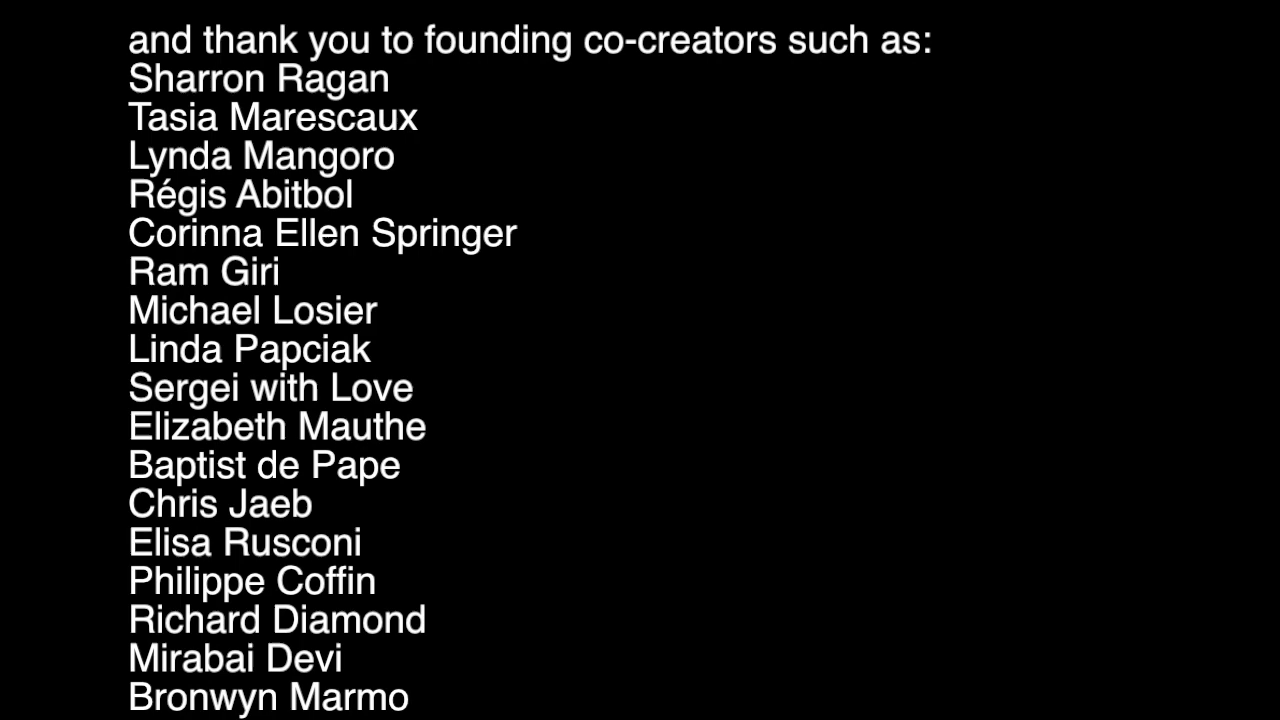 and thank you to founding co-creators such as:
Sharron Ragan
Tasia Marescaux
Lynda Mangoro
Régis Abitbol
Corinna Ellen Springer
Ram Giri
Michael Losier
Linda Papciak
Sergei with Love
Elizabeth Mauthe
Baptist de Pape
Chris Jaeb
Elisa Rusconi
Philippe Coffin
Richard Diamond
Mirabai Devi
Bronwyn Marmo